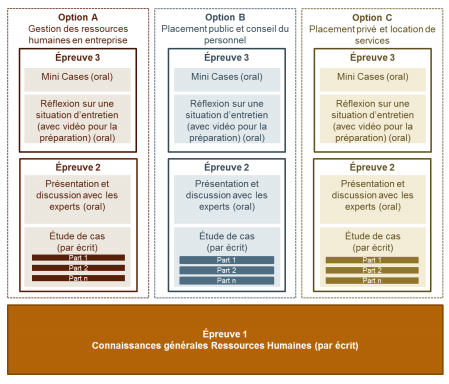 Option A
Gestion des ressources
humaines en entreprise
Épreuve 3
Mini Cases (oral)
Réflexion sur une
situation d'entretien
(avec vidéo pour la
préparation) (oral)
Épreuve 2
Présentation et
discussion avec les
experts (oral)
Étude de cas
(par écrit)
Part 1
Part 2
Part n
Option B
Placement public et conseil du
personnel
Épreuve 3
Mini Cases (oral)
Réflexion sur une
situation d'entretien
(avec vidéo pour la
préparation) (oral)
Épreuve 2
Présentation et
discussion avec les
experts (oral)
Étude de cas
(par écrit)
Part 1
Part 2
Part n
Option C
Placement privé et location de
services
Épreuve 3
Mini Cases (oral)
Réflexion sur une
situation d'entretien
(avec vidéo pour la
préparation) (oral)
Épreuve 2
Présentation et
discussion avec les
experts (oral)
Étude de cas
(par écrit)
Part 1
Part 2
Part n
Épreuve 1
Connaissances générales Ressources Humaines (par écrit)